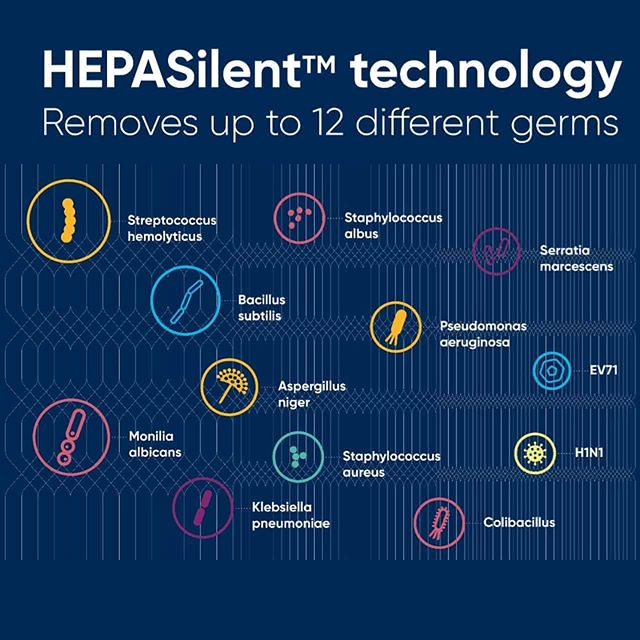 HEPASilent™ technology
Removes up to 12 different germs
Streptococcus
hemolyticus
Staphylococcus
albus
Serratia
marcescens
Bacillus
subtilis
Pseudomonas
aeruginosa
EV71
Aspergillus
niger
Monilia
albicans
Staphylococcus
aureus
H1N1
Klebsiella
pneumoniae
Colibacillus